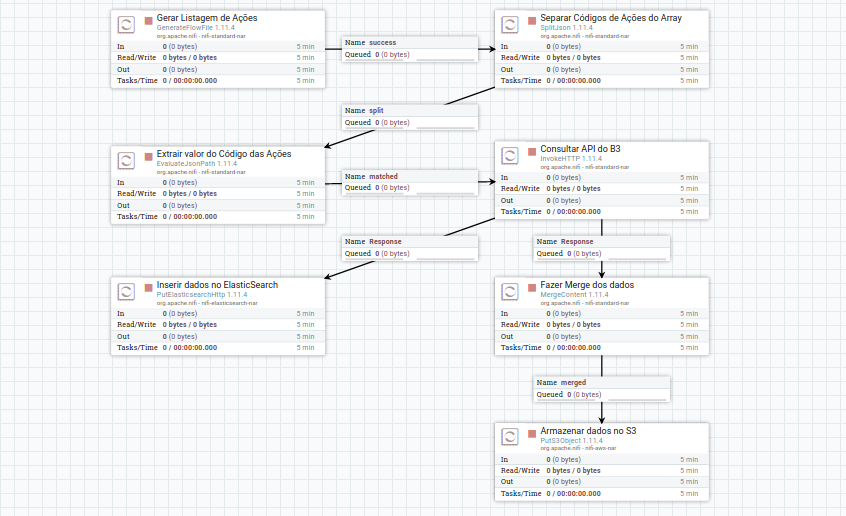 Gerar Listagem de Ações
GenerateFlowFile 1.11.4
org.apache.nifi - nifi-standard-nar
In 0 (0 bytes) 5 min
Read/Write 0 bytes / 0 bytes 5 min
Out 0 (0 bytes) 5 min
Tasks/Time 0 / 00:00:00.000 5 min
Name success
Queued 0 (0 bytes)
Separar Códigos de Ações do Array
SplitJson 1.11.4
org.apache.nifi - nifi-standard-nar
In 0 (0 bytes) 5 min
Read/Write 0 bytes / 0 bytes 5 min
Out 0 (0 bytes) 5 min
Tasks/Time 0 / 00:00:00.000 5 min
Name split
Queued 0 (0 bytes)
Extrair valor do Código das Ações
EvaluateJsonPath 1.11.4
org.apache.nifi - nifi-standard-nar
In 0 (0 bytes) 5 min
Read/Write 0 bytes / 0 bytes 5 min
Out 0 (0 bytes) 5 min
Tasks/Time 0 / 00:00:00.000 5 min
Name matched
Queued 0 (0 bytes)
Consultar API do B3
InvokeHTTP 1.11.4
org.apache.nifi - nifi-standard-nar
In 0 (0 bytes) 5 min
Read/Write 0 bytes / 0 bytes 5 min
Out 0 (0 bytes) 5 min
Tasks/Time 0 / 00:00:00.000 5 min
Name Response
Queued 0 (0 bytes)
Name Response
Queued 0 (0 bytes)
Inserir dados no ElasticSearch
PutElasticsearchHttp 1.11.4
org.apache.nifi - nifi-elasticsearch-nar
In 0 (0 bytes) 5 min
Read/Write 0 bytes / 0 bytes 5 min
Out 0 (0 bytes) 5 min
Tasks/Time 0 / 00:00:00.000 5 min
Fazer Merge dos dados
MergeContent 1.11.4
org.apache.nifi - nifi-standard-nar
In 0 (0 bytes) 5 min
Read/Write 0 bytes / 0 bytes 5 min
Out 0 (0 bytes) 5 min
Tasks/Time 0 / 00:00:00.000 5 min
Name merged
Queued 0 (0 bytes)
Armazenar dados no S3
PutS3Object 1.11.4
org.apache.nifi - nifi-aws-nar
In 0 (0 bytes) 5 min
Read/Write 0 bytes / 0 bytes 5 min
Out 0 (0 bytes) 5 min
Tasks/Time 0 / 00:00:00.000 5 min